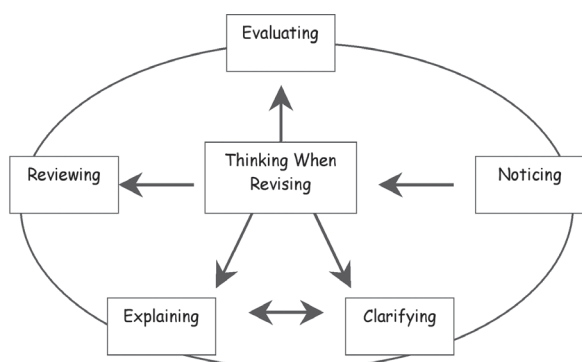 Evaluating
Reviewing
Thinking When
Revising
Noticing
Explaining
Clarifying